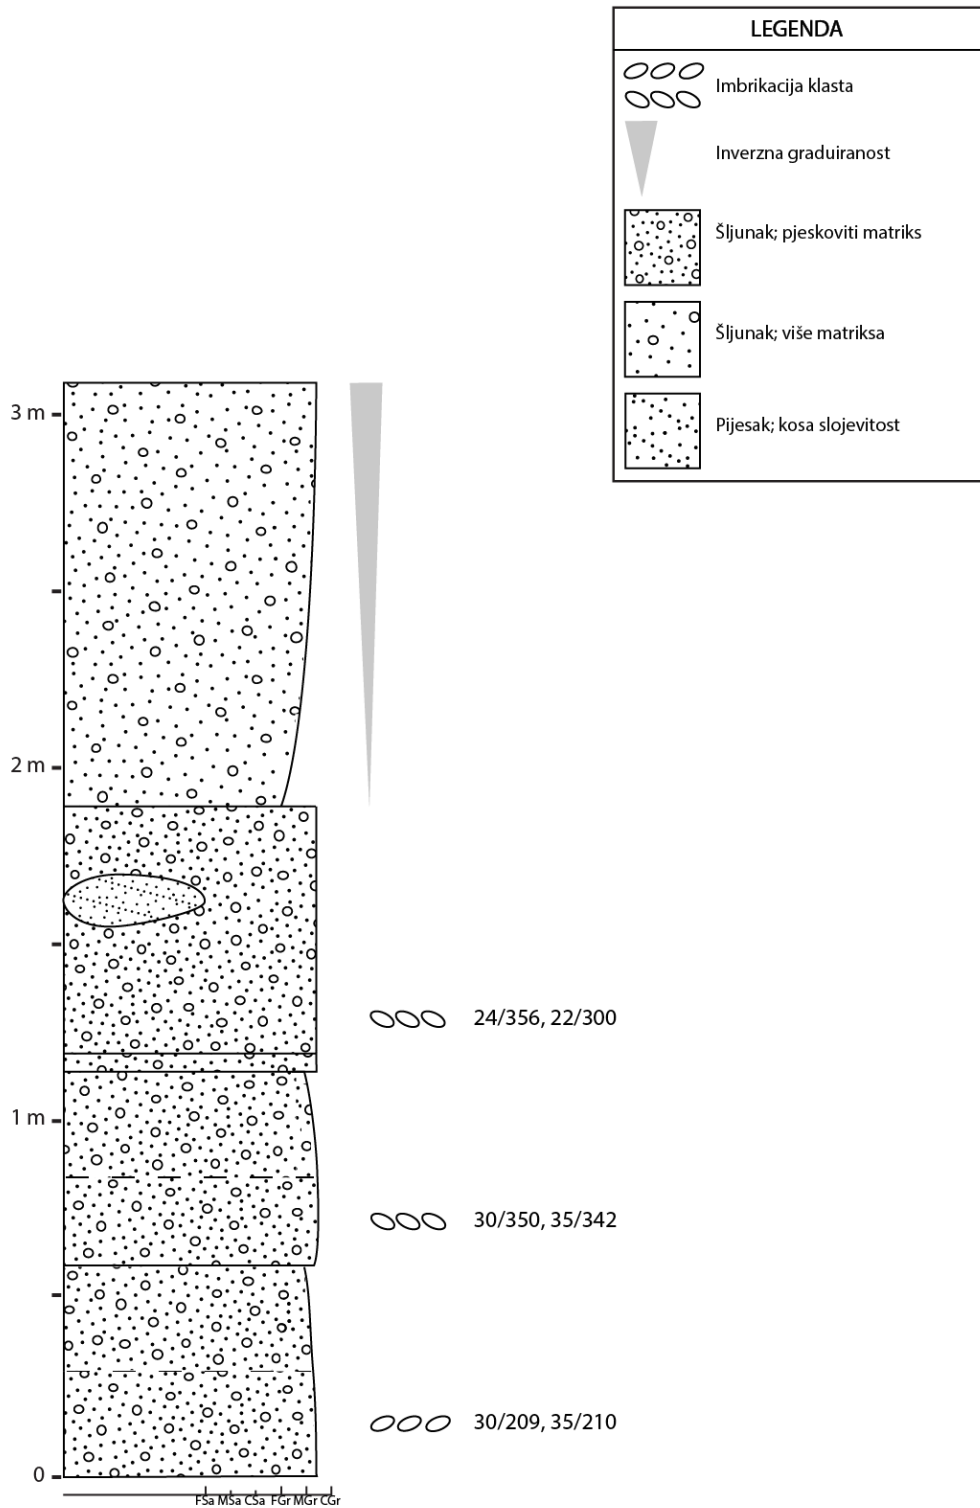 LEGENDA
Imbrikacija klasta
Inverzna graduiranost
Šljunak; pjeskoviti matriks
Šljunak; više matriksa
Pijesak; kosa slojevitost
3 m
2 m
24/356, 22/300
1 m
30/350, 35/342
30/209, 35/210
0
FSa MSa CSa FGr MGr CGr